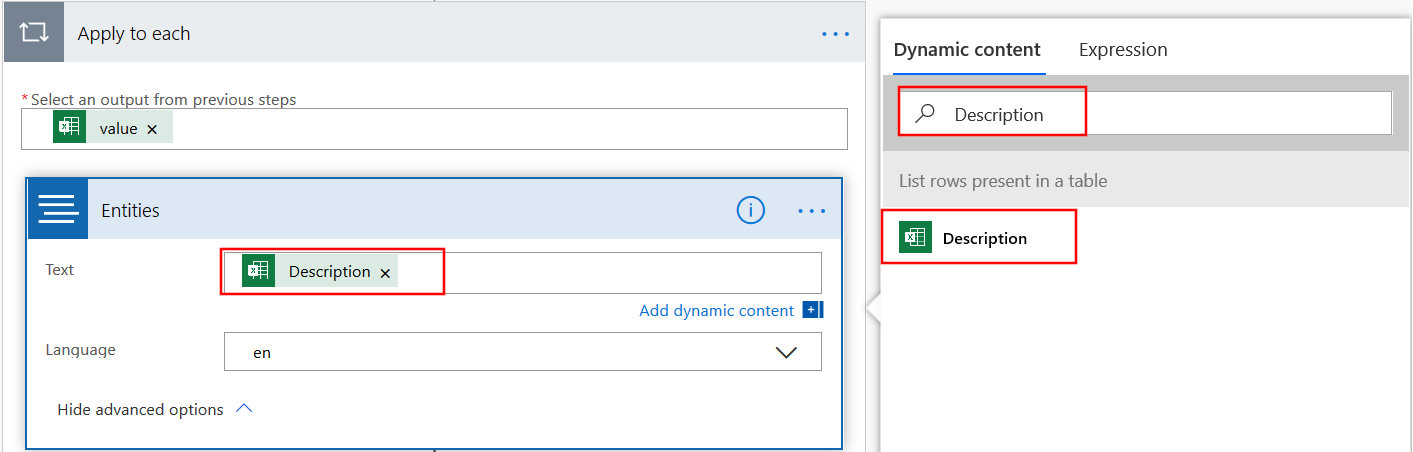 Apply to each
...
* Select an output from previous steps
value ×
Entities
i ...
Text
Description ×
Add dynamic content
Language
en
Hide advanced options
Dynamic content Expression
Description
List rows present in a table
Description